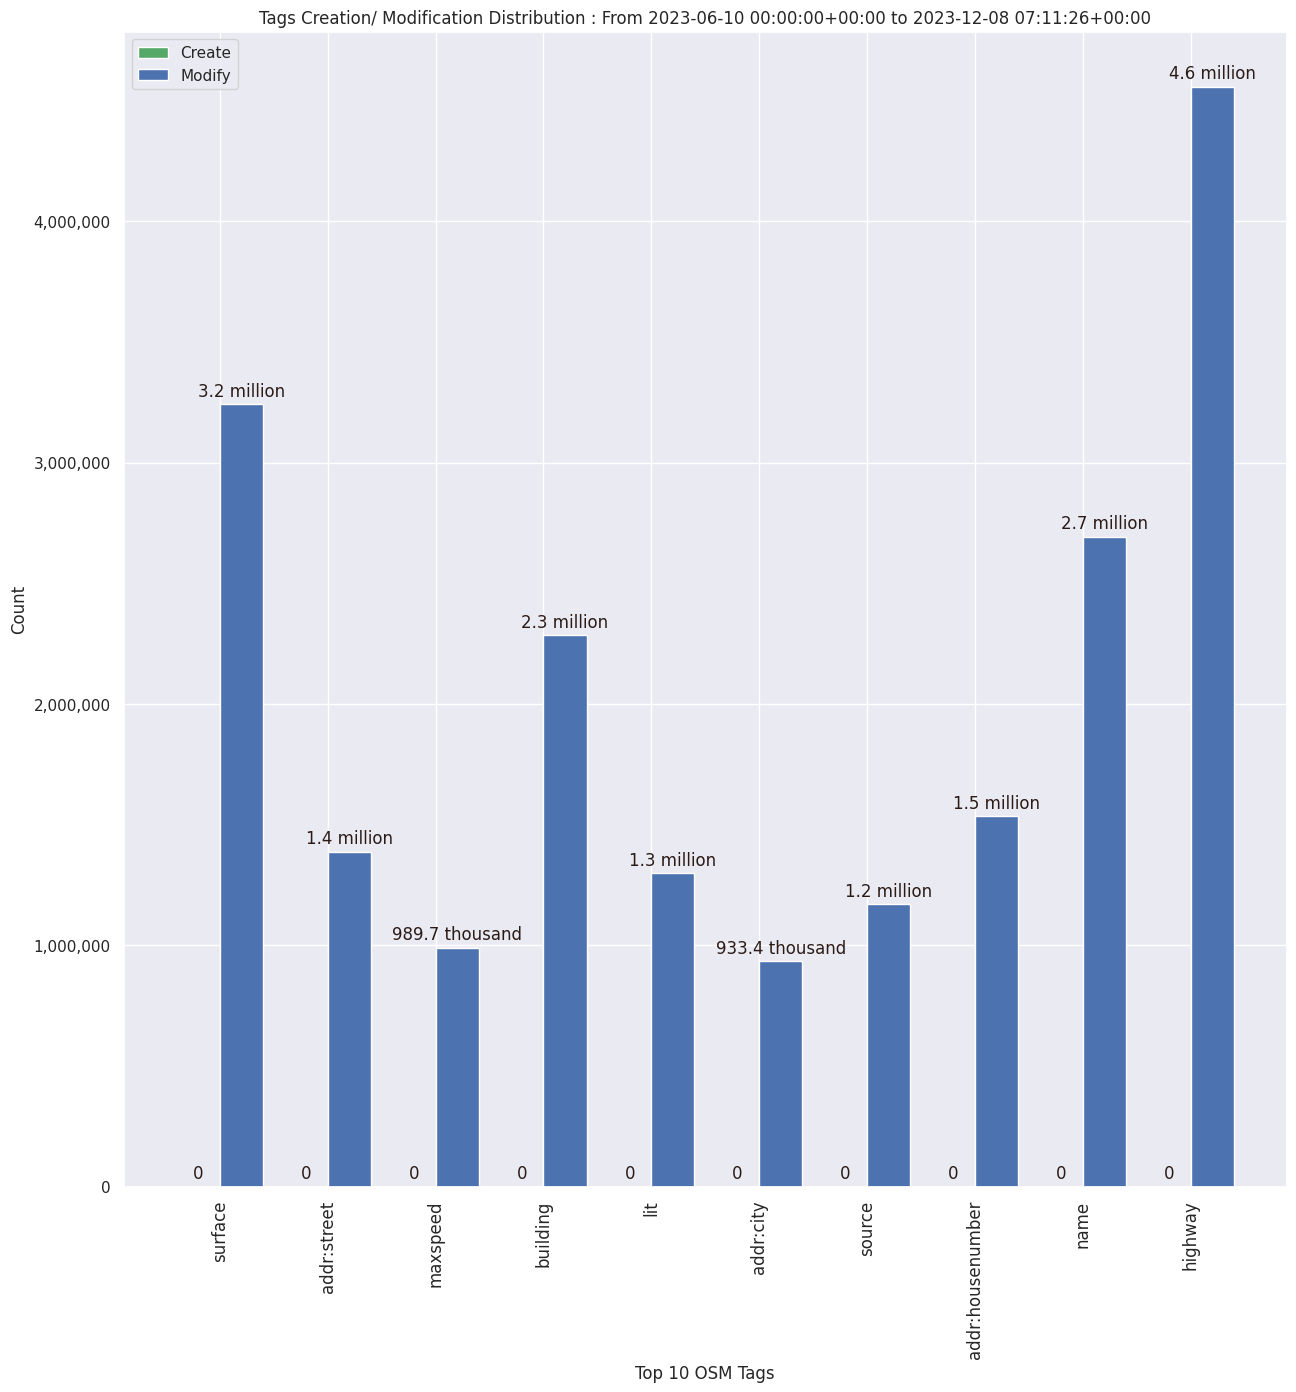 Tags Creation/ Modification Distribution : From 2023-06-10 00:00:00+00:00 to 2023-12-08 07:11:26+00:00
Create
Modify
4.6 million
4,000,000
3.2 million
3,000,000
2.7 million
2.3 million
2,000,000
1.5 million
1.4 million
1.3 million
1.2 million
989.7 thousand
933.4 thousand
1,000,000
0 0 0 0 0 0 0 0 0 0
0
Count
surface
addr:street
maxspeed
building
lit
addr:city
source
addr:housenumber
name
highway
Top 10 OSM Tags